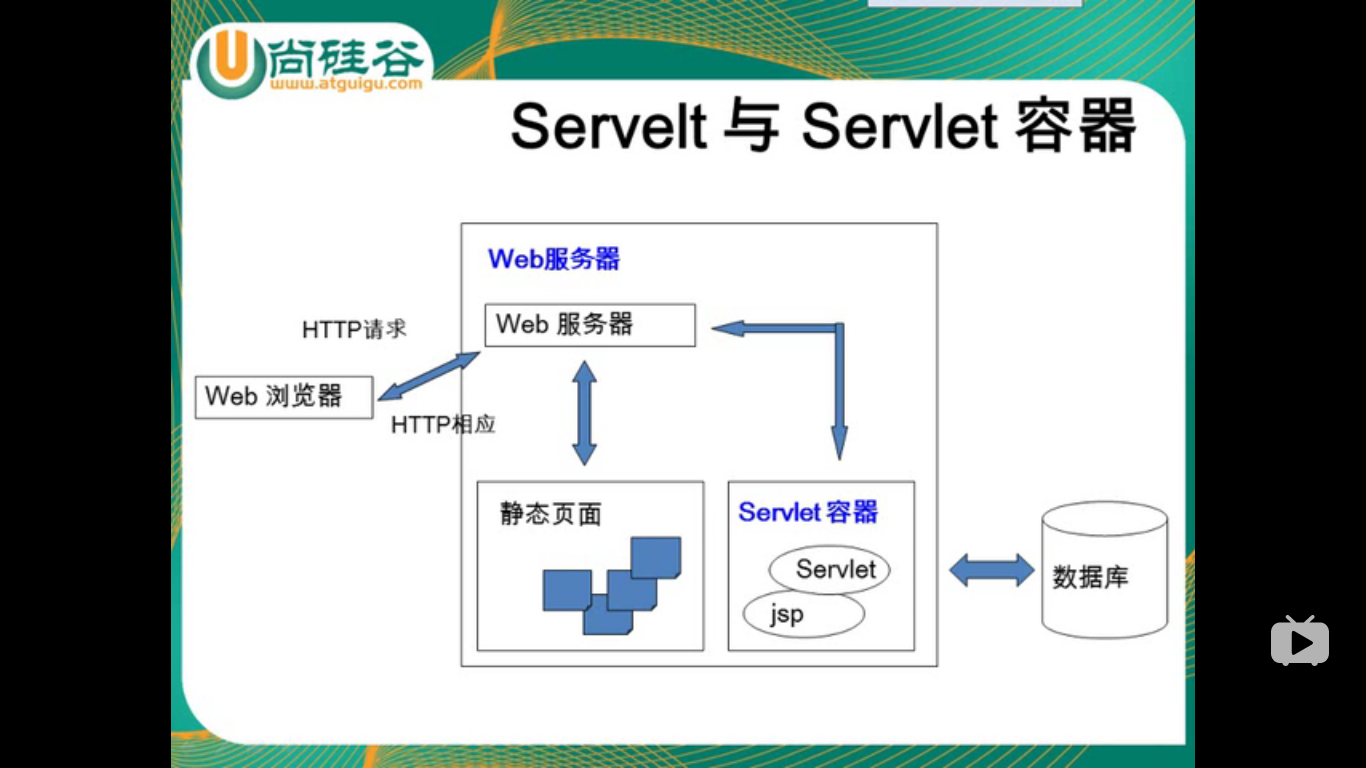 尚硅谷
www.atguigu.com
Servelt 与 Servlet 容器
Web服务器
Web 服务器
HTTP请求
Web 浏览器
HTTP相应
静态页面
Servlet 容器
Servlet
jsp
数据库